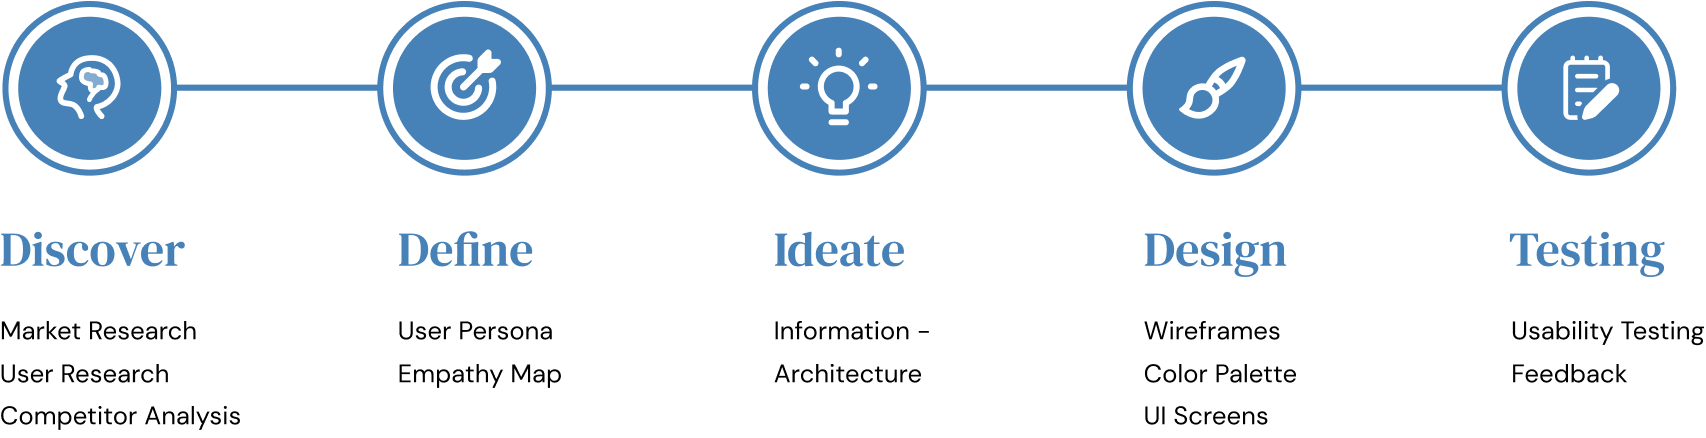 Discover
Market Research
User Research
Competitor Analysis
Define
User Persona
Empathy Map
Ideate
Information -
Architecture
Design
Wireframes
Color Palette
UI Screens
Testing
Usability Testing
Feedback